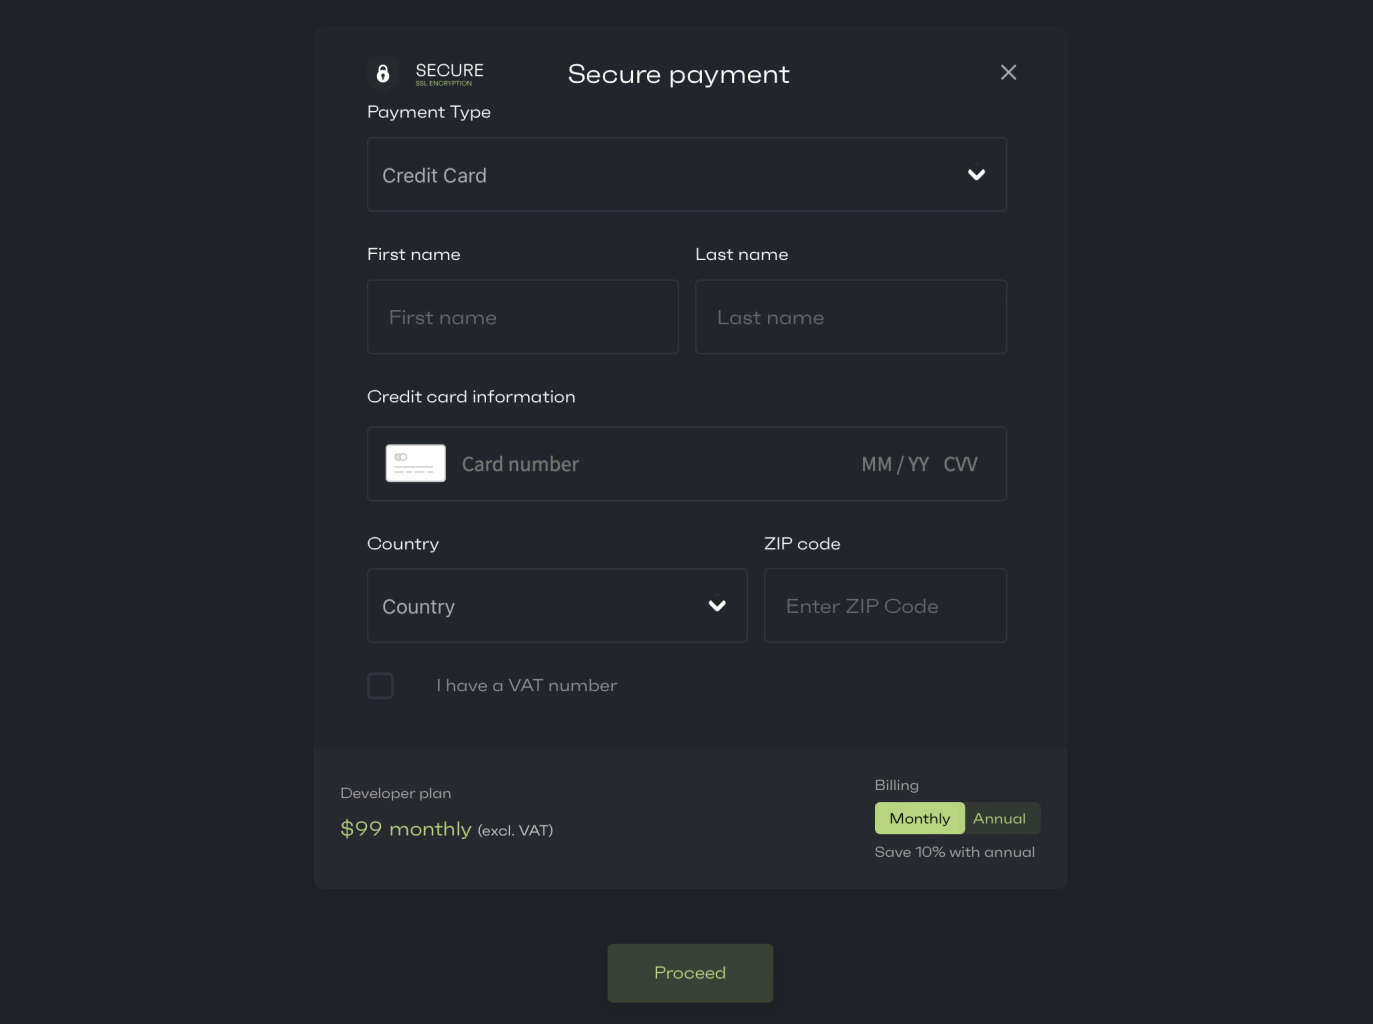 SECURE
SSL ENCRYPTION
Secure payment
Payment Type
Credit Card
First name
Last name
First name
Last name
Credit card information
Card number
MM / YY CVV
Country
ZIP code
Country
Enter ZIP Code
I have a VAT number
Developer plan
$99 monthly (excl. VAT)
Billing
Monthly Annual
Save 10% with annual
Proceed